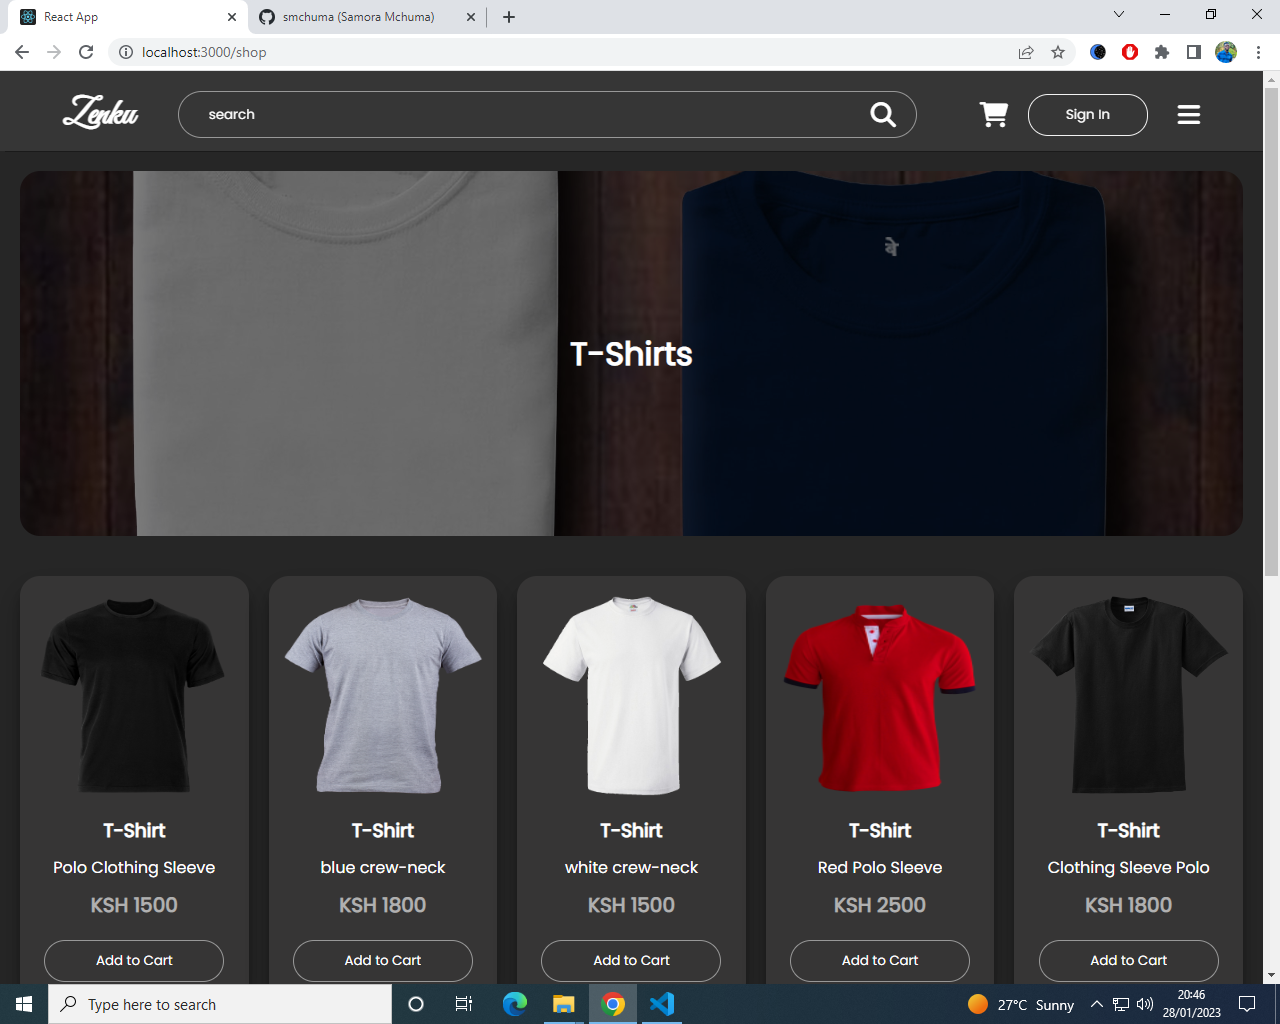 React App
smchuma (Samora Mchuma)
localhost:3000/shop
Zenku
search
Sign In
बे
T-Shirts
T-Shirt
Polo Clothing Sleeve
KSH 1500
Add to Cart
T-Shirt
blue crew-neck
KSH 1800
Add to Cart
T-Shirt
white crew-neck
KSH 1500
Add to Cart
T-Shirt
Red Polo Sleeve
KSH 2500
Add to Cart
T-Shirt
Clothing Sleeve Polo
KSH 1800
Add to Cart
Type here to search
27°C Sunny
20:46
28/01/2023